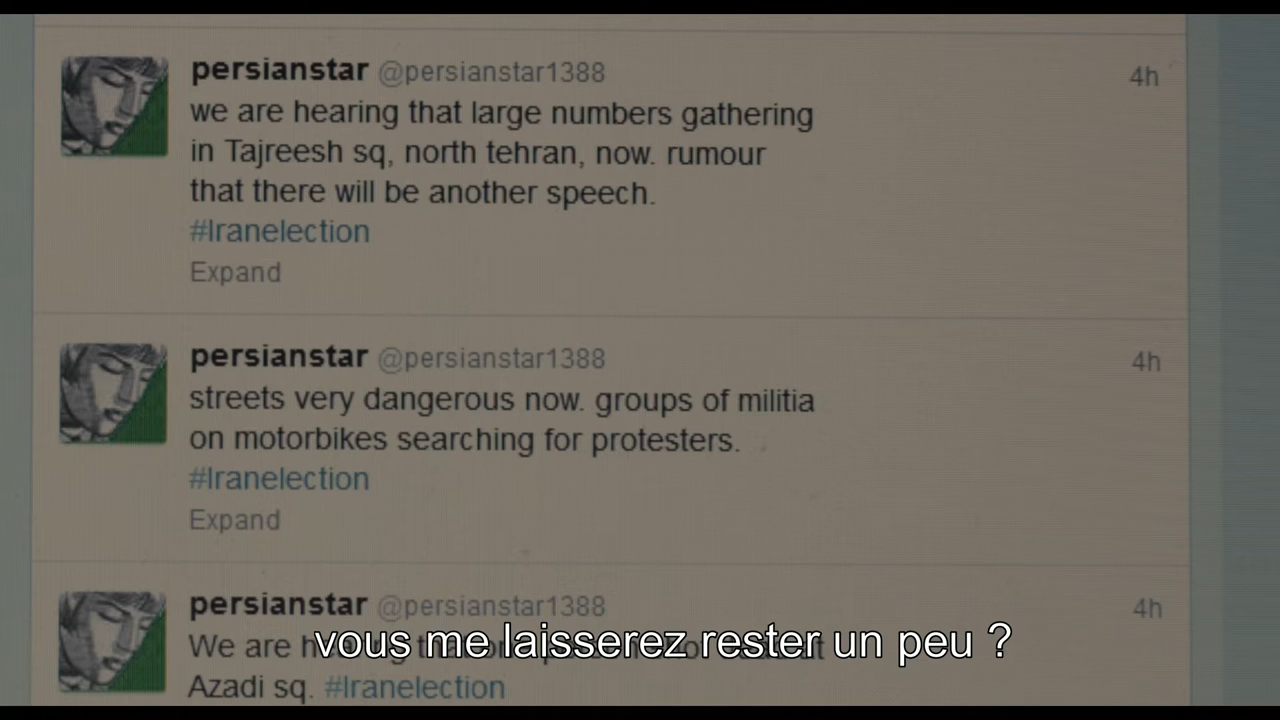 persianstar @persianstar1388 4h
we are hearing that large numbers gathering
in Tajreesh sq, north tehran, now. rumour
that there will be another speech.
#Iranelection
Expand
persianstar @persianstar1388 4h
streets very dangerous now. groups of militia
on motorbikes searching for protesters.
#Iranelection
Expand
persianstar @persianstar1388 4h
We are
vous me laisserez rester un peu ?
Azadi sq. #Iranelection